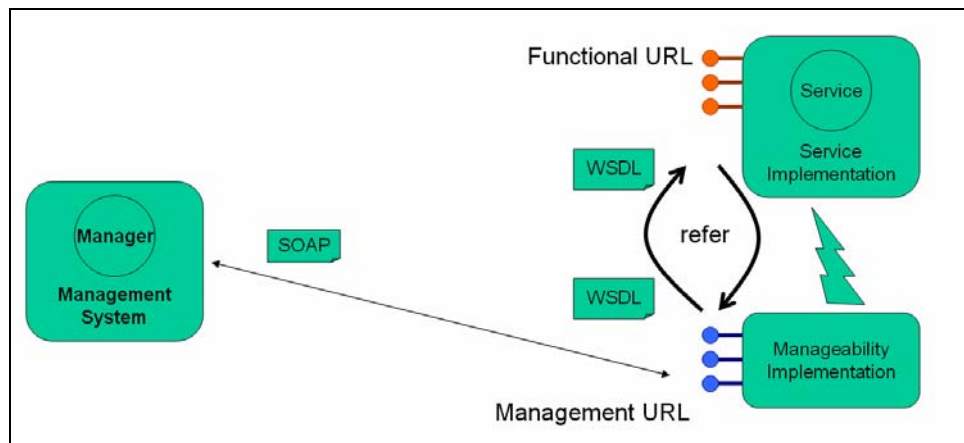 Functional URL
Service
Service
Implementation
WSDL
refer
Manager
Management
System
SOAP
WSDL
Manageability
Implementation
Management URL